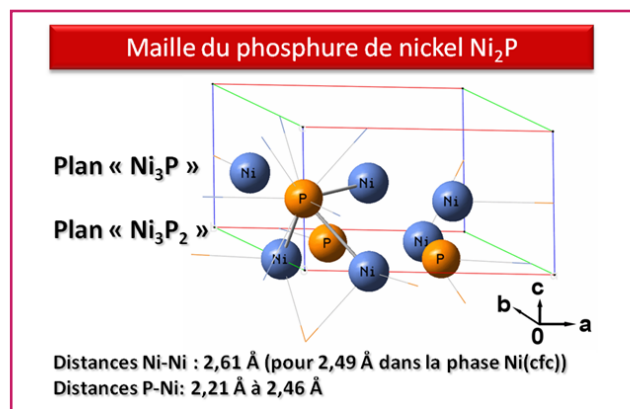 Maille du phosphure de nickel Ni₂P
Plan « Ni₃P »
Ni
Ni
P
Ni
Plan « Ni₃P₂ »
P
Ni
Ni
Ni
P
c
b
0
a
Distances Ni-Ni : 2,61 Å (pour 2,49 Å dans la phase Ni(cfc))
Distances P-Ni: 2,21 Å à 2,46 Å